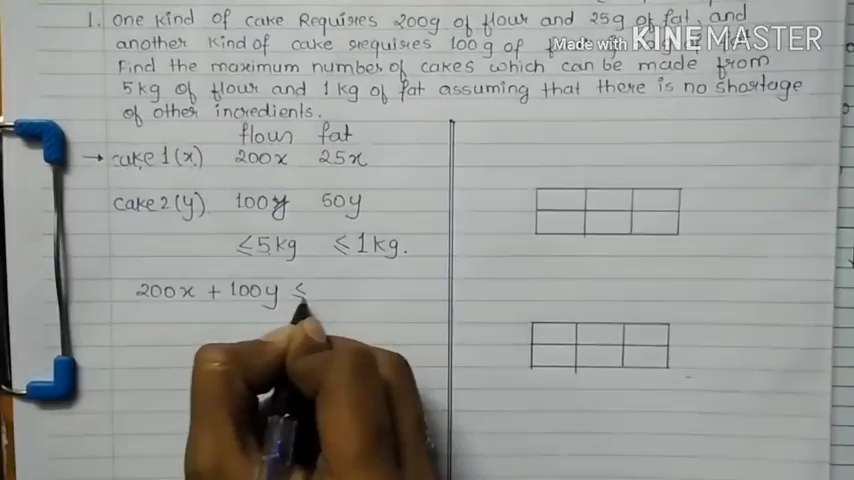 1. One kind of cake Requires 200g of flour and 25g of fat, and
another kind of cake requires 100g of
Made with KINEMASTER
Find the maximum number of cakes which can be made from
5kg of flour and 1kg of fat assuming that there is no shortage
of other incredients.
flour fat
→ cake 1 (x) 200x 25x
cake 2 (y) 100y 50y
≤5kg ≤1kg.
200x + 100y ≤